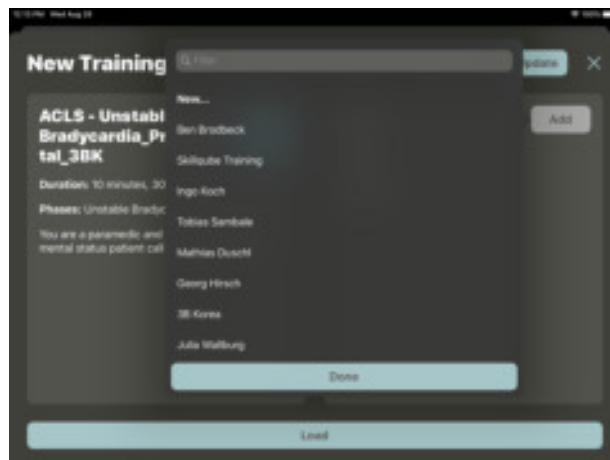 12:15 PM Wed Aug 28
100%
New Training
Filter
Update
New...
ACLS - Unstabl
Bradycardia_Pr
tal_3BK
Add
Ben Brodbeck
Duration: 10 minutes, 30
Skillqube Training
Phases: Unstable Bradyc
Ingo Koch
You are a paramedic and
mental status patient call
Tobias Sambale
Mathias Duschl
Georg Hirsch
3B Korea
Julia Wallburg
Done
Load